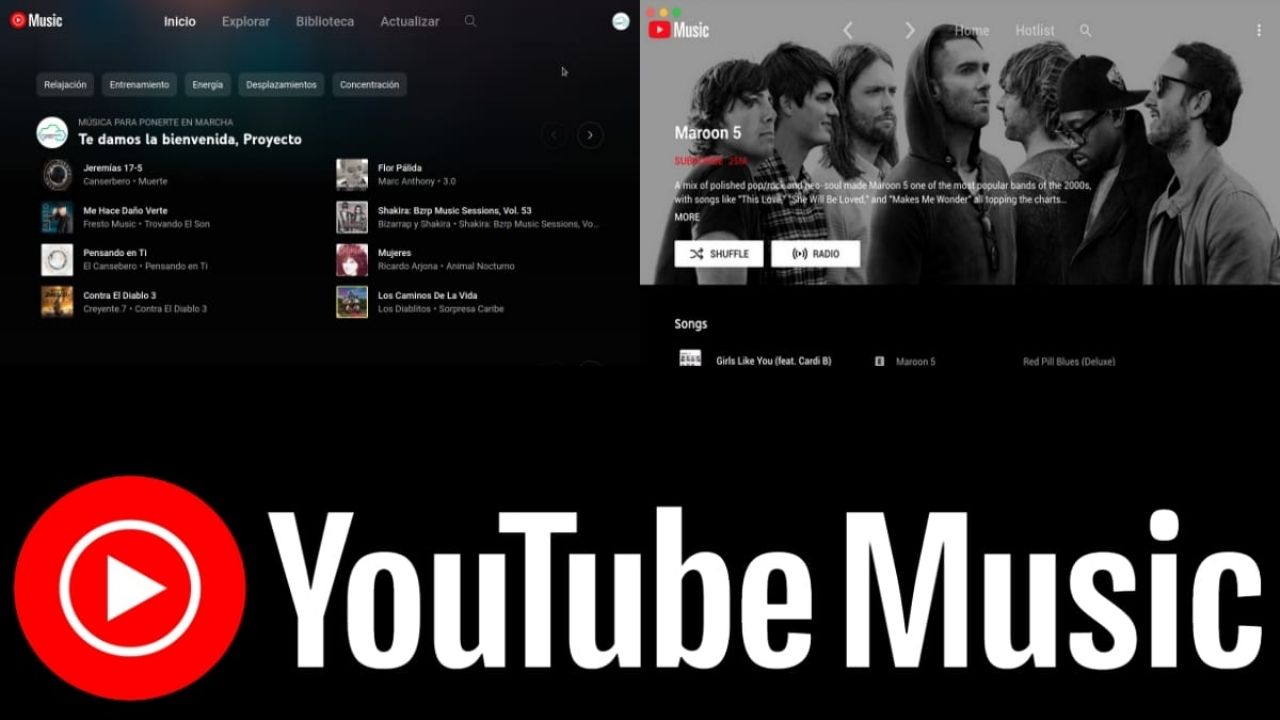 Music
Inicio
Explorar
Biblioteca
Actualizar
Relajación
Entrenamiento
Energía
Desplazamientos
Concentración
MÚSICA PARA PONERTE EN MARCHA
Te damos la bienvenida, Proyecto
Jeremías 17-5
Canserbero • Muerte
Me Hace Daño Verte
Fresto Music • Trovando El Son
Pensando en Ti
El Cansebero • Pensando en Ti
Contra El Diablo 3
Creyente.7 • Contra El Diablo 3
Flor Pálida
Marc Anthony • 3.0
Shakira: Bzrp Music Sessions, Vol. 53
Bizarrap y Shakira • Shakira: Bzrp Music Sessions, Vo...
Mujeres
Ricardo Arjona • Animal Nocturno
Los Caminos De La Vida
Los Diablitos • Sorpresa Caribe
Music
Home
Hotlist
Maroon 5
SUBSCRIBE 25M
A mix of polished pop/rock and neo-soul made Maroon 5 one of the most popular bands of the 2000s,
with songs like "This Love," "She Will Be Loved," and "Makes Me Wonder" all topping the charts...
MORE
SHUFFLE
RADIO
Songs
Girls Like You (feat. Cardi B)
E
Maroon 5
Red Pill Blues (Deluxe)
YouTube Music